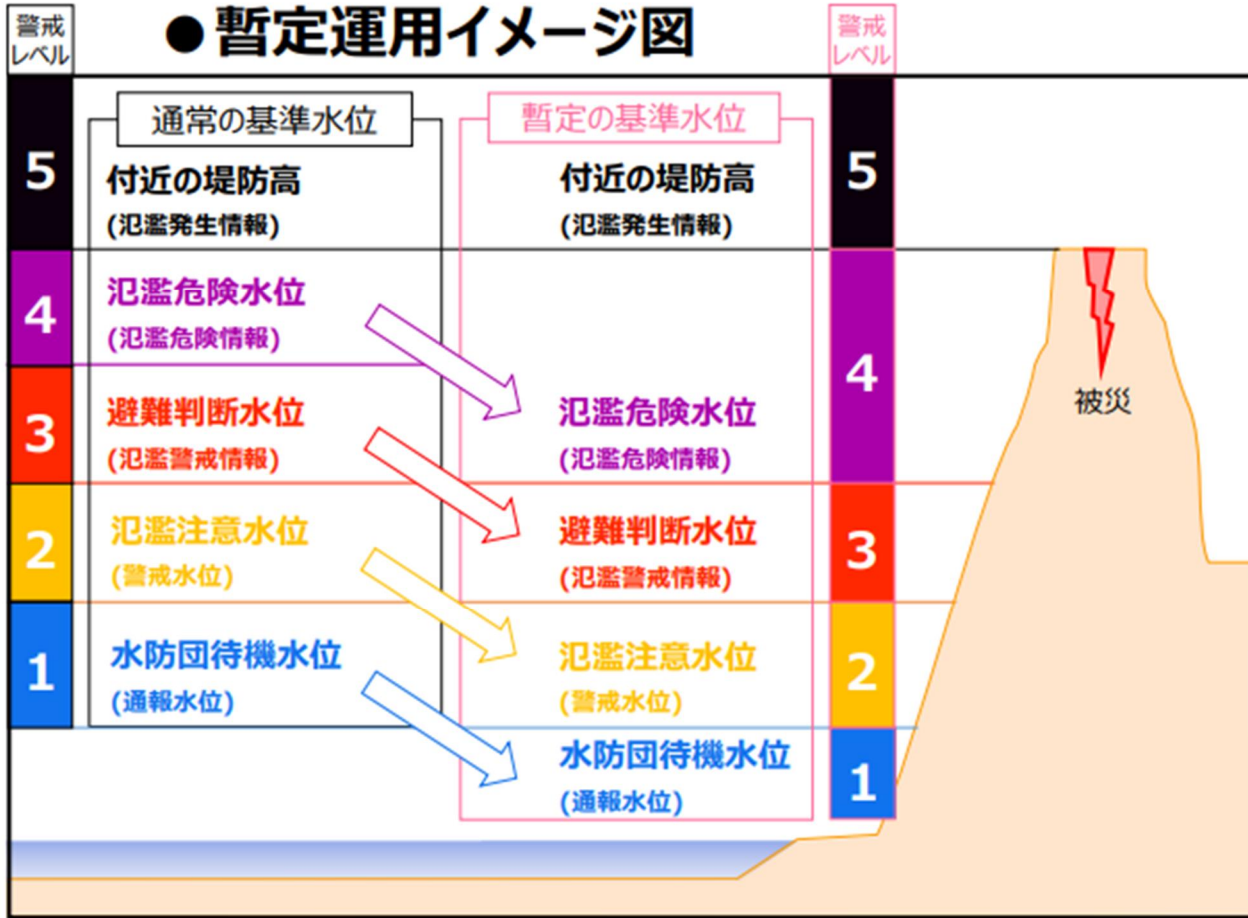 警戒
レベル
●暫定運用イメージ図
警戒
レベル
通常の基準水位
暫定の基準水位
5
付近の堤防高
(氾濫発生情報)
付近の堤防高
(氾濫発生情報)
5
4
氾濫危険水位
(氾濫危険情報)
3
避難判断水位
(氾濫警戒情報)
氾濫危険水位
(氾濫危険情報)
4
被災
2
氾濫注意水位
(警戒水位)
避難判断水位
(氾濫警戒情報)
3
1
水防団待機水位
(通報水位)
氾濫注意水位
(警戒水位)
2
水防団待機水位
(通報水位)
1